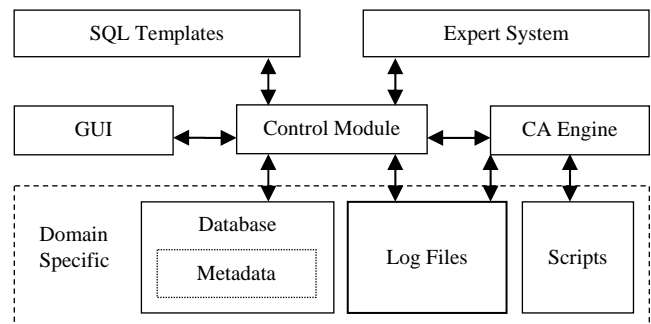 SQL Templates
Expert System
GUI
Control Module
CA Engine
Domain
Specific
Database
Metadata
Log Files
Scripts